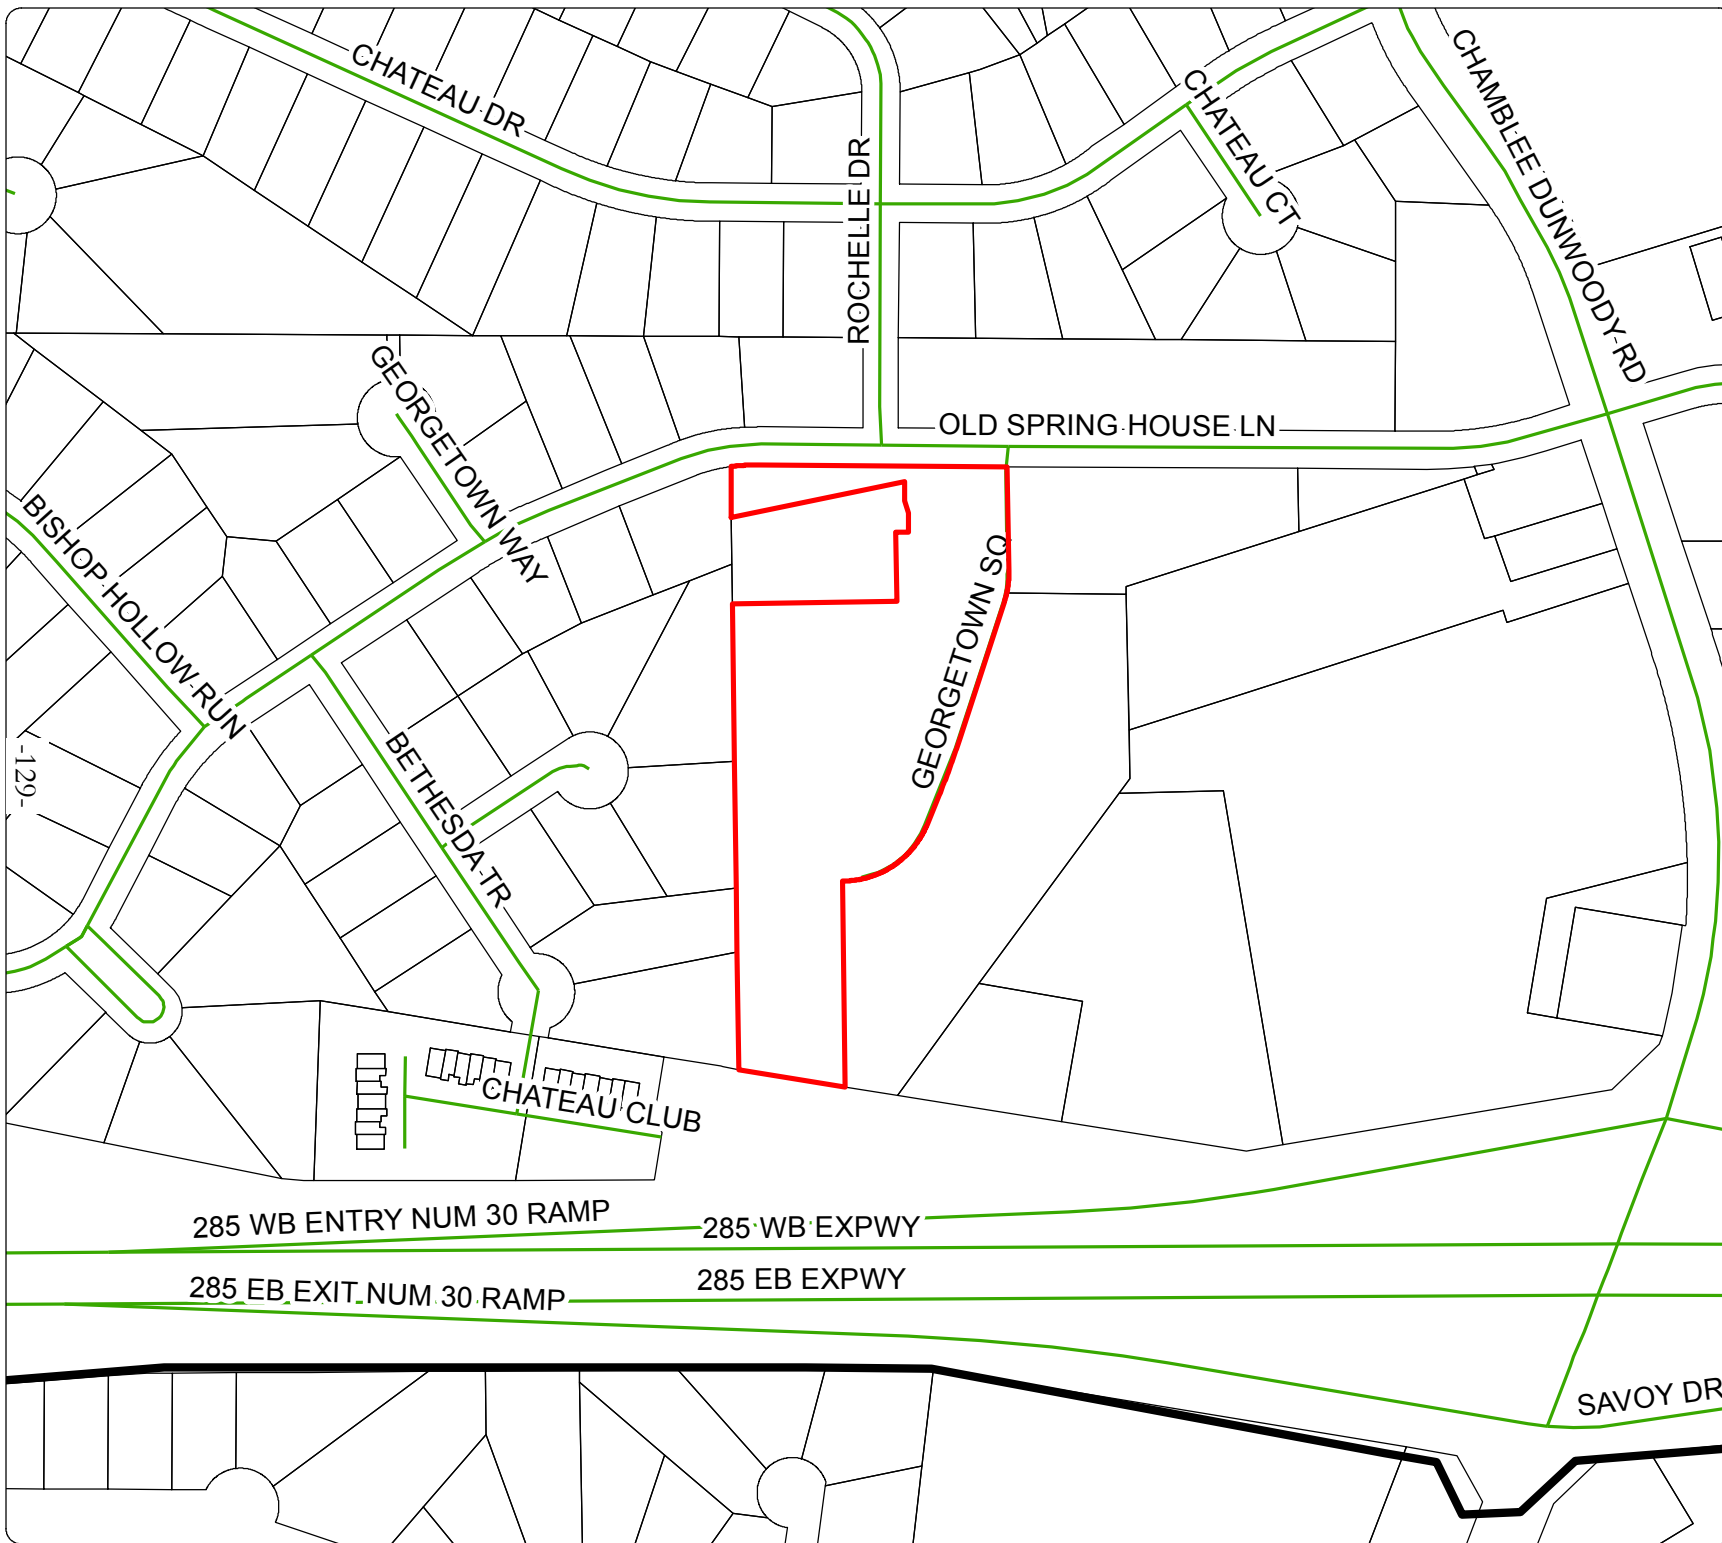 CHATEAU DR
CHATEAU CT
CHAMBLEE DUNWOODY RD
ROCHELLE DR
GEORGETOWN WAY
OLD SPRING HOUSE LN
BISHOP HOLLOW RUN
GEORGETOWN SQ
BETHESDA TR
-129-
CHATEAU CLUB
285 WB ENTRY NUM 30 RAMP
285 WB EXPWY
285 EB EXIT NUM 30 RAMP
285 EB EXPWY
SAVOY DR